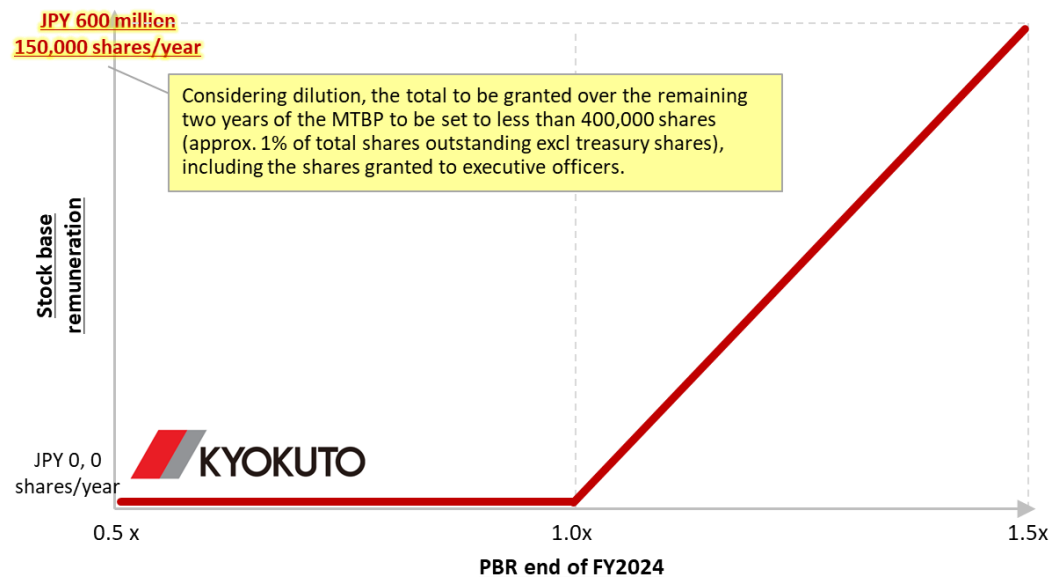 JPY 600 million
150,000 shares/year
Considering dilution, the total to be granted over the remaining
two years of the MTBP to be set to less than 400,000 shares
(approx. 1% of total shares outstanding excl treasury shares),
including the shares granted to executive officers.
Stock base
remuneration
KYOKUTO
JPY 0, 0
shares/year
0.5 x
1.0x
1.5x
PBR end of FY2024